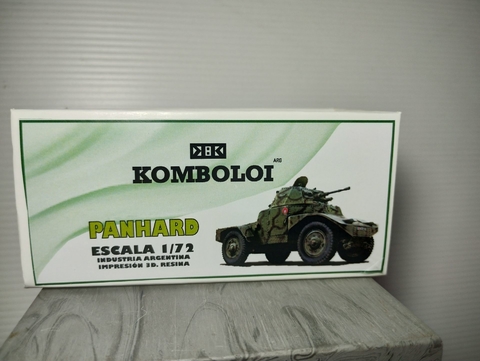 KBK
ARG
KOMBOLOI
PANHARD
ESCALA 1/72
INDUSTRIA ARGENTINA
IMPRESIÓN 3D. RESINA